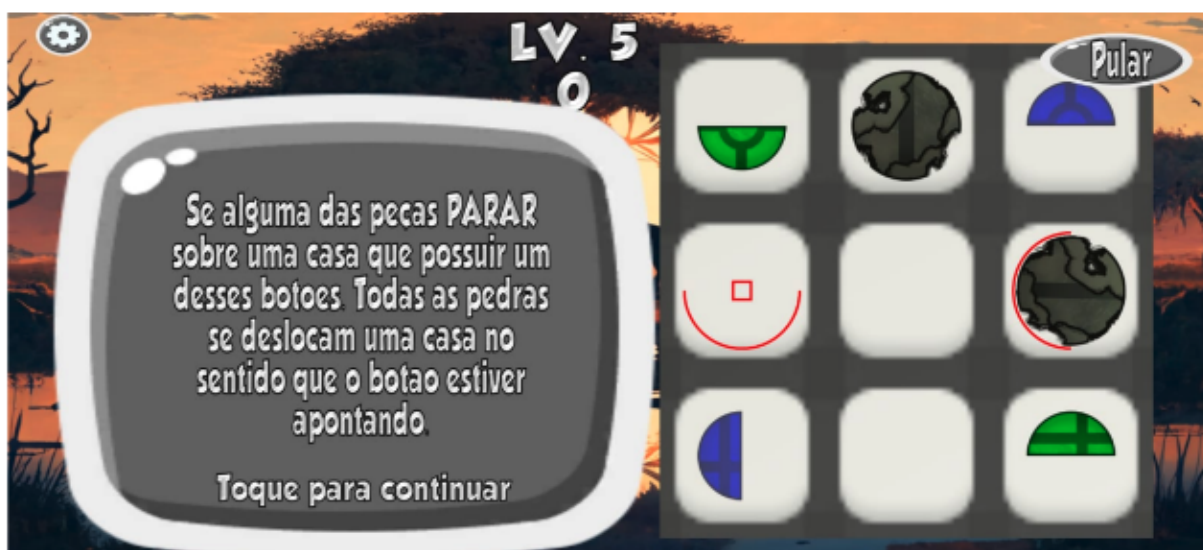 LV. 5
0
Pular
Se alguma das peças PARAR
sobre uma casa que possuir um
desses botoes. Todas as pedras
se deslocam uma casa no
sentido que o botao estiver
apontando.
Toque para continuar